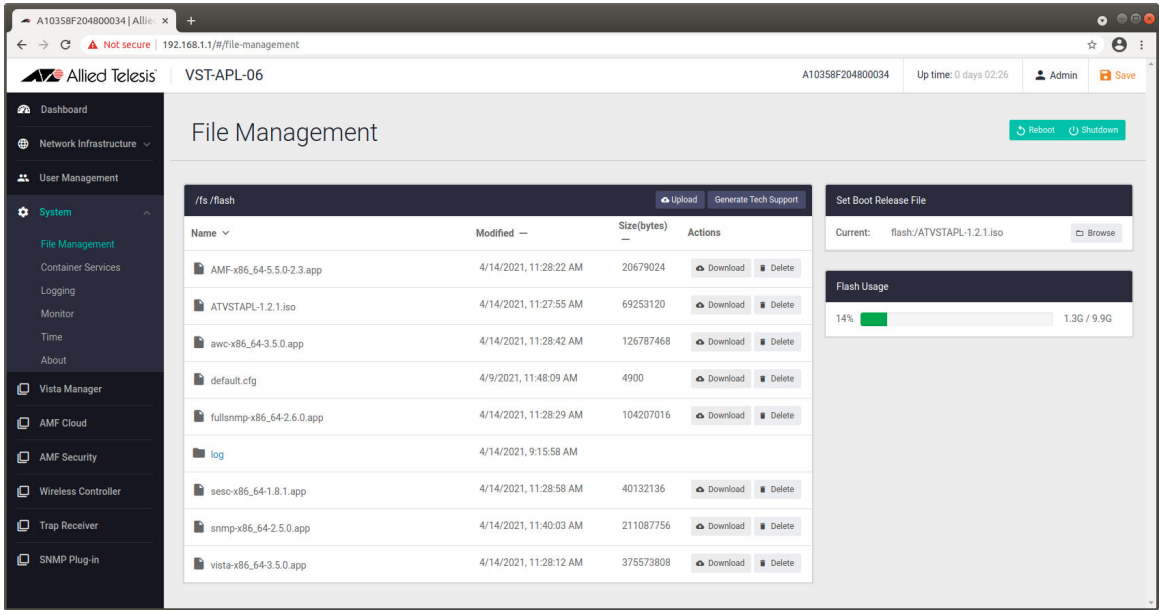 A10358F204800034 | Allie
Not secure 192.168.1.1/#/file-management
Allied Telesis VST-APL-06 A10358F204800034 Up time: 0 days 02:26 Admin Save
Dashboard
Network Infrastructure
User Management
System
File Management
Container Services
Logging
Monitor
Time
About
Vista Manager
AMF Cloud
AMF Security
Wireless Controller
Trap Receiver
SNMP Plug-in
File Management
Reboot Shutdown
/fs /flash Upload Generate Tech Support
Name Modified Size(bytes) Actions
AMF-x86_64-5.5.0-2.3.app 4/14/2021, 11:28:22 AM 20679024 Download Delete
ATVSTAPL-1.2.1.iso 4/14/2021, 11:27:55 AM 69253120 Download Delete
awc-x86_64-3.5.0.app 4/14/2021, 11:28:42 AM 126787468 Download Delete
default.cfg 4/9/2021, 11:48:09 AM 4900 Download Delete
fullsnmp-x86_64-2.6.0.app 4/14/2021, 11:28:29 AM 104207016 Download Delete
log 4/14/2021, 9:15:58 AM
sesc-x86_64-1.8.1.app 4/14/2021, 11:28:58 AM 40132136 Download Delete
snmp-x86_64-2.5.0.app 4/14/2021, 11:40:03 AM 211087756 Download Delete
vista-x86_64-3.5.0.app 4/14/2021, 11:28:12 AM 375573808 Download Delete
Set Boot Release File
Current: flash:/ATVSTAPL-1.2.1.iso Browse
Flash Usage
14% 1.3G / 9.9G